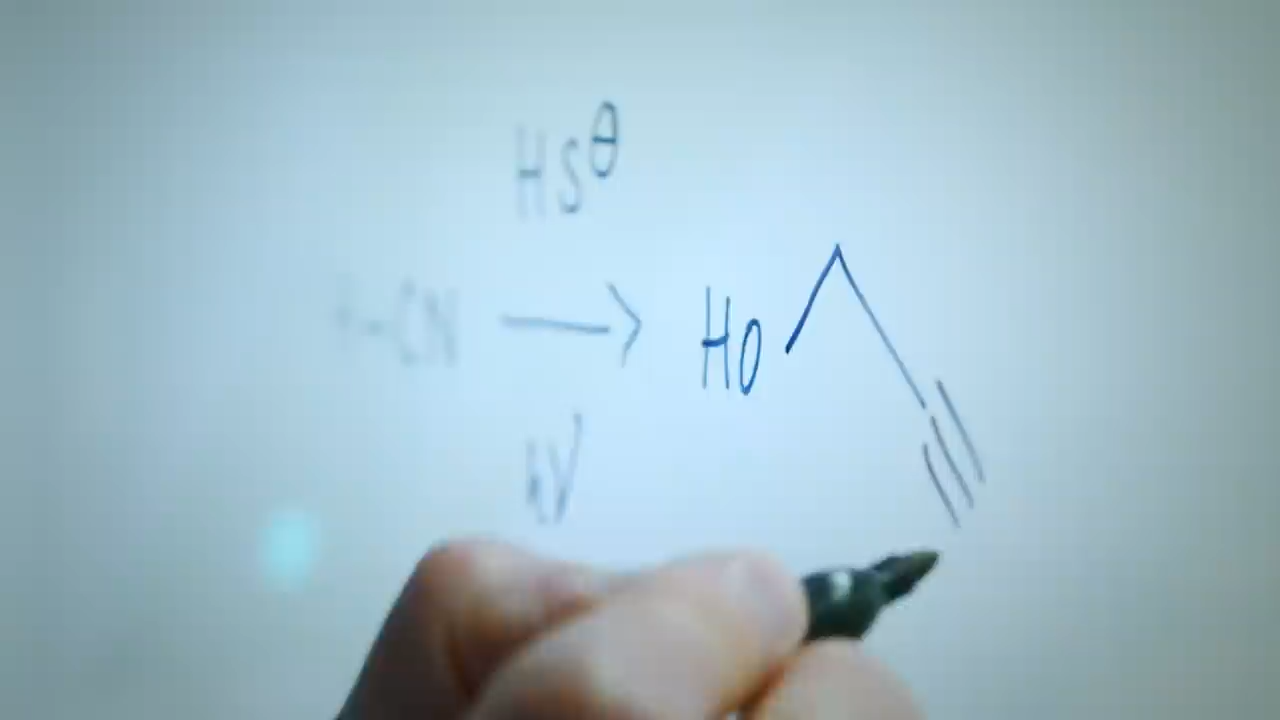 HS⊖
-CN → HO
hν